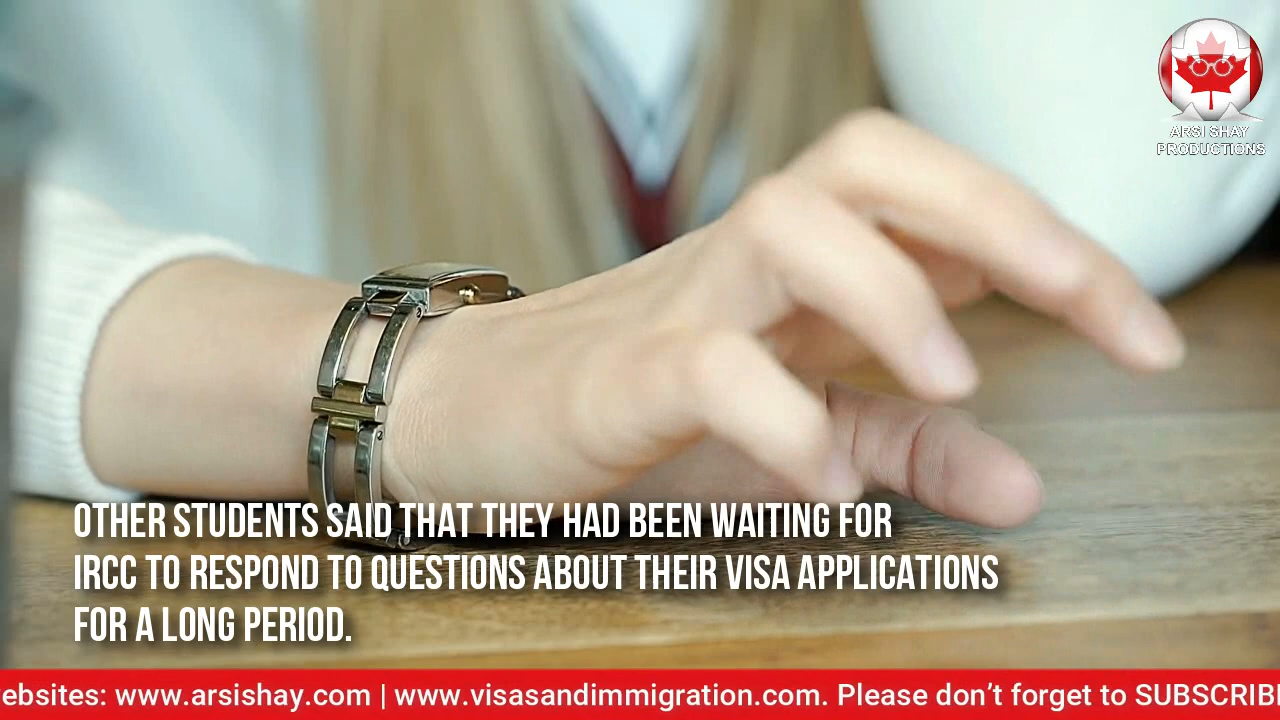 ARSI SHAY
PRODUCTIONS
OTHER STUDENTS SAID THAT THEY HAD BEEN WAITING FOR
IRCC TO RESPOND TO QUESTIONS ABOUT THEIR VISA APPLICATIONS
FOR A LONG PERIOD.
ebsites: www.arsishay.com | www.visasandimmigration.com. Please don't forget to SUBSCRIB